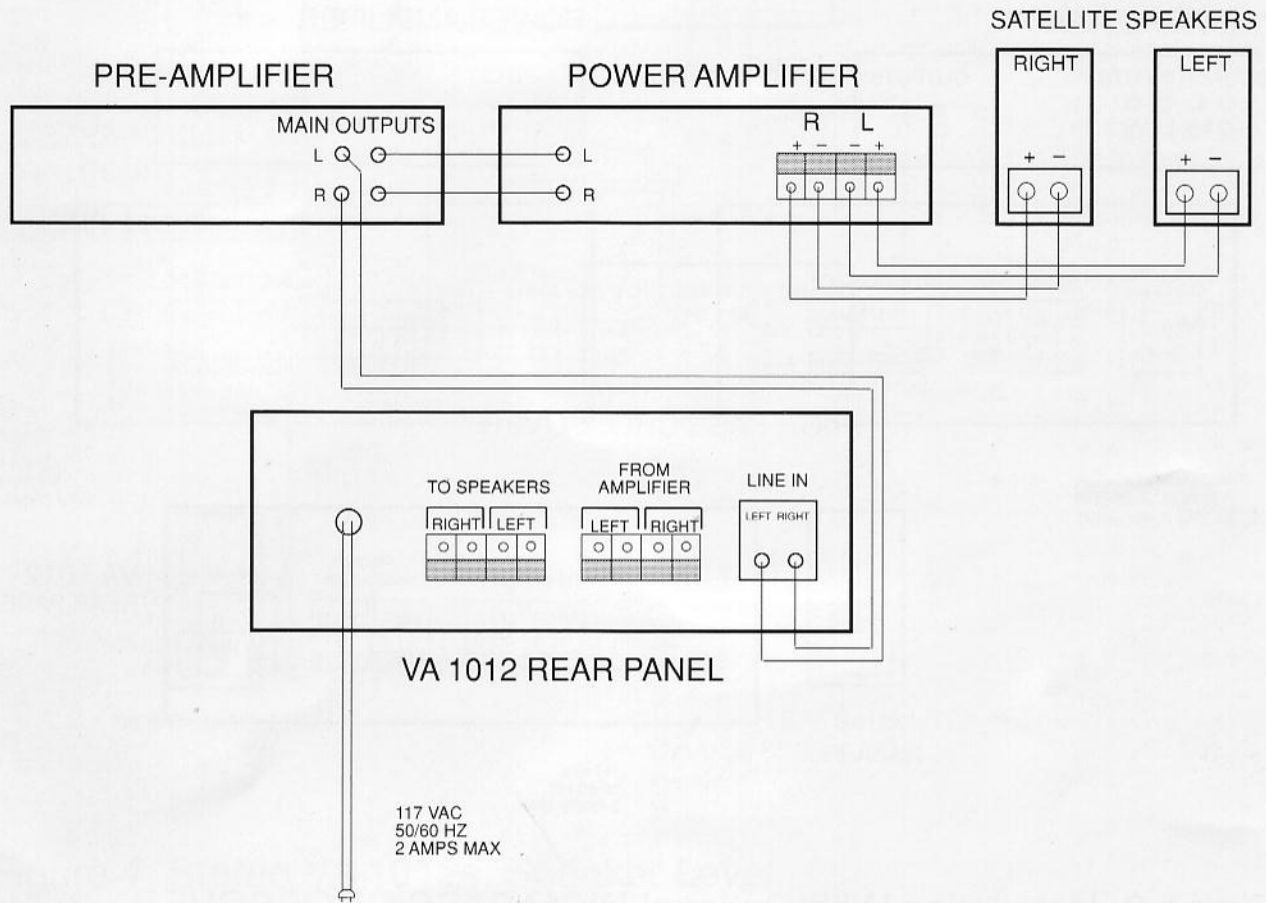 SATELLITE SPEAKERS
RIGHT
LEFT
PRE-AMPLIFIER
POWER AMPLIFIER
MAIN OUTPUTS
R L
+ − − +
L
L
+ −
+ −
R
R
FROM
AMPLIFIER
LINE IN
TO SPEAKERS
LEFT RIGHT
RIGHT LEFT
LEFT RIGHT
VA 1012 REAR PANEL
117 VAC
50/60 HZ
2 AMPS MAX